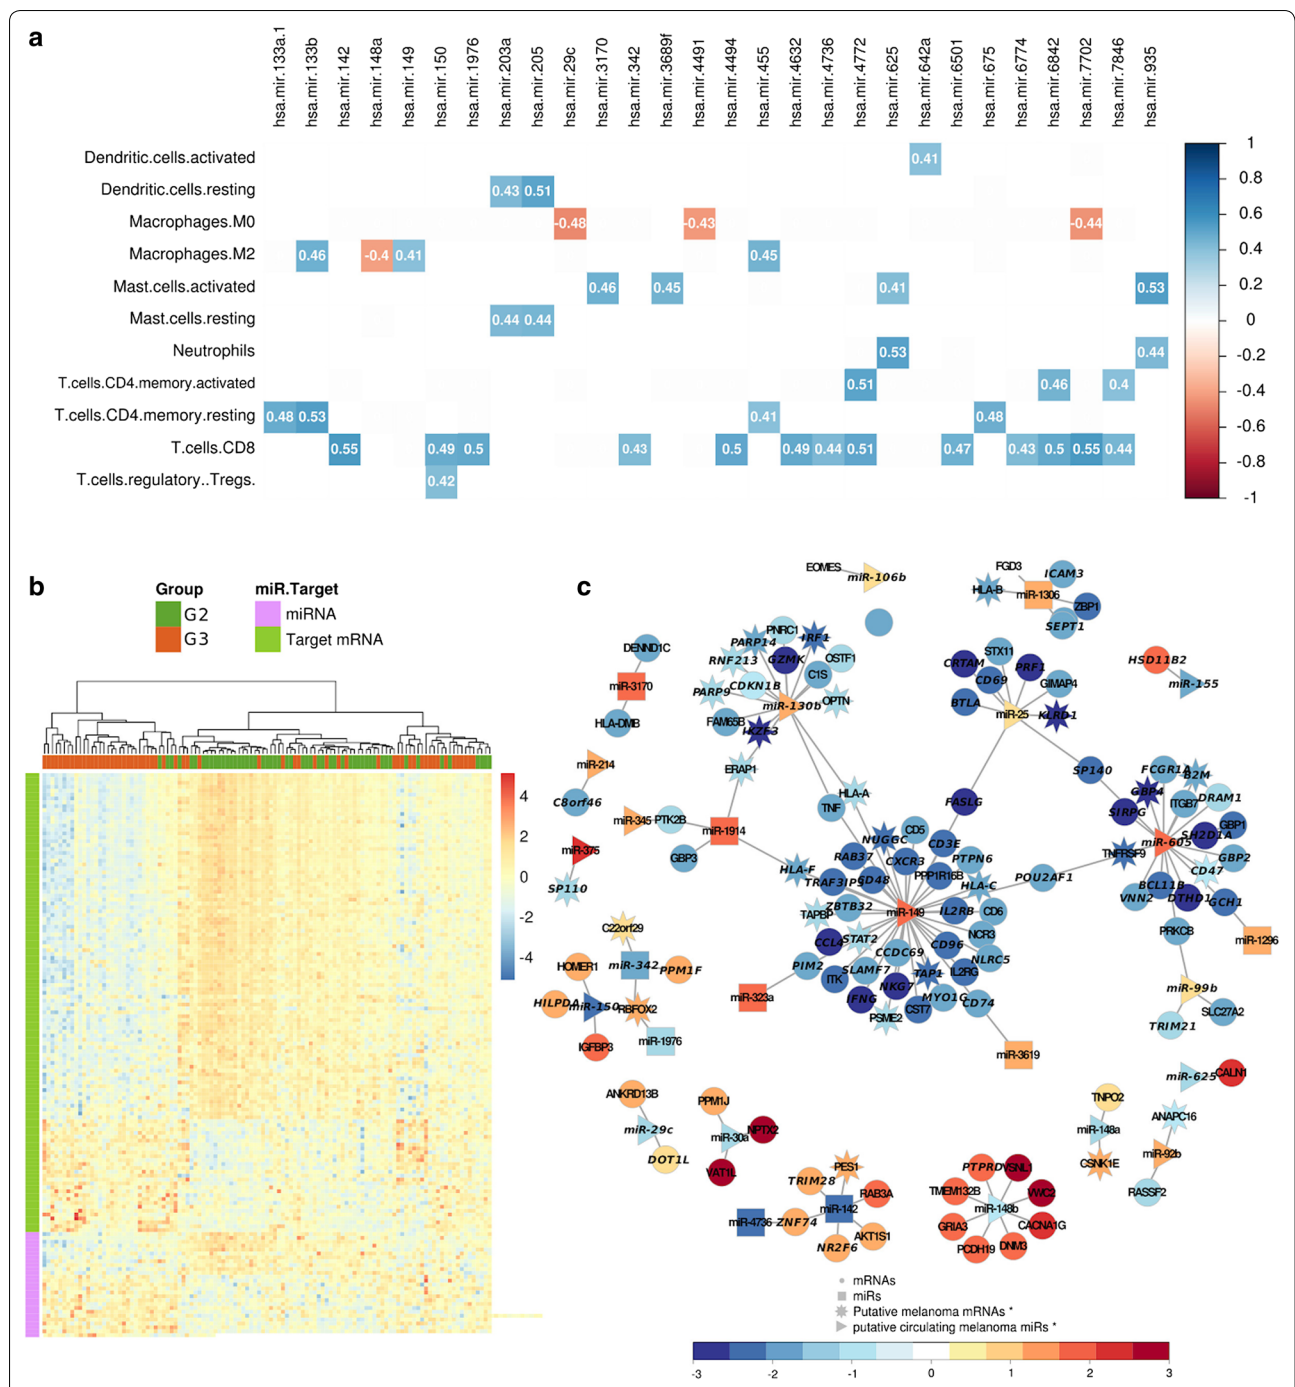 a
hsa.mir.133a.1
hsa.mir.133b
hsa.mir.142
hsa.mir.148a
hsa.mir.149
hsa.mir.150
hsa.mir.1976
hsa.mir.203a
hsa.mir.205
hsa.mir.29c
hsa.mir.3170
hsa.mir.342
hsa.mir.3689f
hsa.mir.4491
hsa.mir.4494
hsa.mir.455
hsa.mir.4632
hsa.mir.4736
hsa.mir.4772
hsa.mir.625
hsa.mir.642a
hsa.mir.6501
hsa.mir.675
hsa.mir.6774
hsa.mir.6842
hsa.mir.7702
hsa.mir.7846
hsa.mir.935
Dendritic.cells.activated 0.41
Dendritic.cells.resting 0.43 0.51
Macrophages.M0 -0.48 -0.43 -0.44
Macrophages.M2 0.46 -0.4 0.41 0.45
Mast.cells.activated 0.46 0.45 0.41 0.53
Mast.cells.resting 0.44 0.44
Neutrophils 0.53 0.44
T.cells.CD4.memory.activated 0.51 0.46 0.4
T.cells.CD4.memory.resting 0.48 0.53 0.41 0.48
T.cells.CD8 0.55 0.49 0.5 0.43 0.5 0.49 0.44 0.51 0.47 0.43 0.5 0.55 0.44
T.cells.regulatory..Tregs. 0.42
1
0.8
0.6
0.4
0.2
0
-0.2
-0.4
-0.6
-0.8
-1
b
Group
G2
G3
miR.Target
miRNA
Target mRNA
4
2
0
-2
-4
c
EOMES
miR-106b
FGD3
ICAM3
HLA-B
miR-1306
ZBP1
SEPT1
DENND1C
miR-3170
HLA-DMB
PNRC1
PARP14
IRF1
RNF213
GZMK
OSTF1
C1S
PARP9
CDKN1B
OPTN
miR-130b
FAM65B
IKZF3
ERAP1
STX11
CRTAM
PRF1
CD69
GIMAP4
BTLA
miR-25
KLRD1
HSD11B2
miR-155
miR-214
C8orf46
miR-345
PTK2B
miR-1914
GBP3
HLA-A
TNF
FASLG
SP140
FCGR1A
B2M
GBP4
ITGB7
DRAM1
SIRPG
GBP1
SH2D1A
miR-605
TNFRSF9
GBP2
CD47
BCL11B
VNN2
DTHD1
GCH1
PRKCB
miR-1296
miR-375
SP110
HLA-F
CD5
NUGGC
CD3E
RAB37
CXCR3
PTPN6
TRAF3IP3
CD48
PPP1R16B
HLA-C
POU2AF1
ZBTB32
TAPBP
miR-149
IL2RB
CD6
CCL4
STAT2
NCR3
CD96
CCDC69
NLRC5
PIM2
SLAMF7
TAP1
IL2RG
ITK
NKG7
IFNG
MYO1G
CD74
CST7
PSME2
miR-323a
miR-3619
C22orf29
HOMER1
miR-342
PPM1F
HILPDA
miR-150
RBFOX2
IGFBP3
miR-1976
miR-99b
SLC27A2
TRIM21
ANKRD13B
miR-29c
DOT1L
PPM1J
miR-30a
NPTX2
VAT1L
miR-625
CALN1
TNPO2
miR-148a
CSNK1E
ANAPC16
miR-92b
RASSF2
PES1
TRIM28
RAB3A
miR-4736
ZNF74
miR-142
AKT1S1
NR2F6
PTPRD
VSNL1
TMEM132B
WWC2
miR-148b
GRIA3
CACNA1G
PCDH19
DNM3
mRNAs
miRs
Putative melanoma mRNAs *
putative circulating melanoma miRs *
-3
-2
-1
0
1
2
3